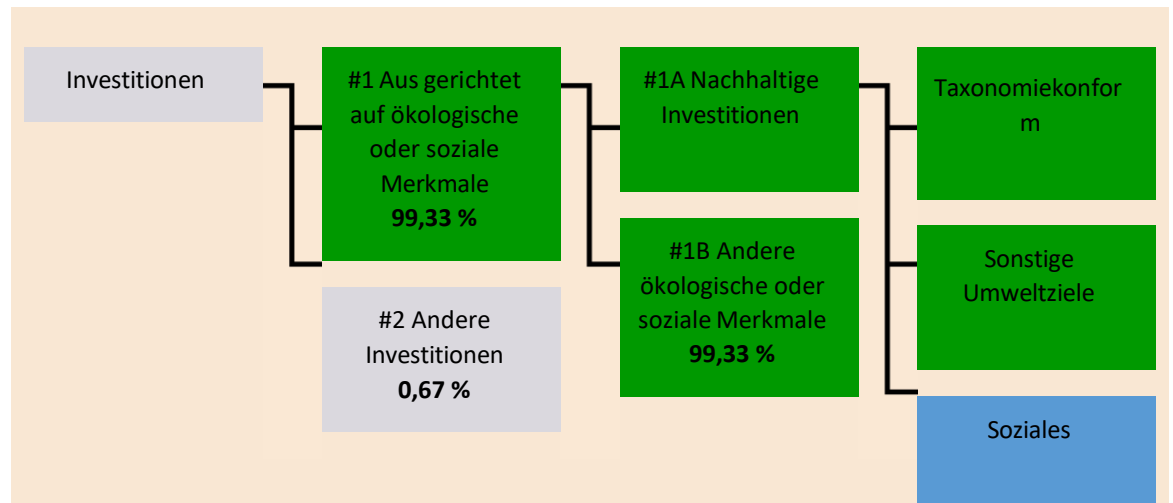 Investitionen
#1 Aus gerichtet
auf ökologische
oder soziale
Merkmale
99,33 %
#2 Andere
Investitionen
0,67 %
#1A Nachhaltige
Investitionen
#1B Andere
ökologische oder
soziale Merkmale
99,33 %
Taxonomiekonfor
m
Sonstige
Umweltziele
Soziales